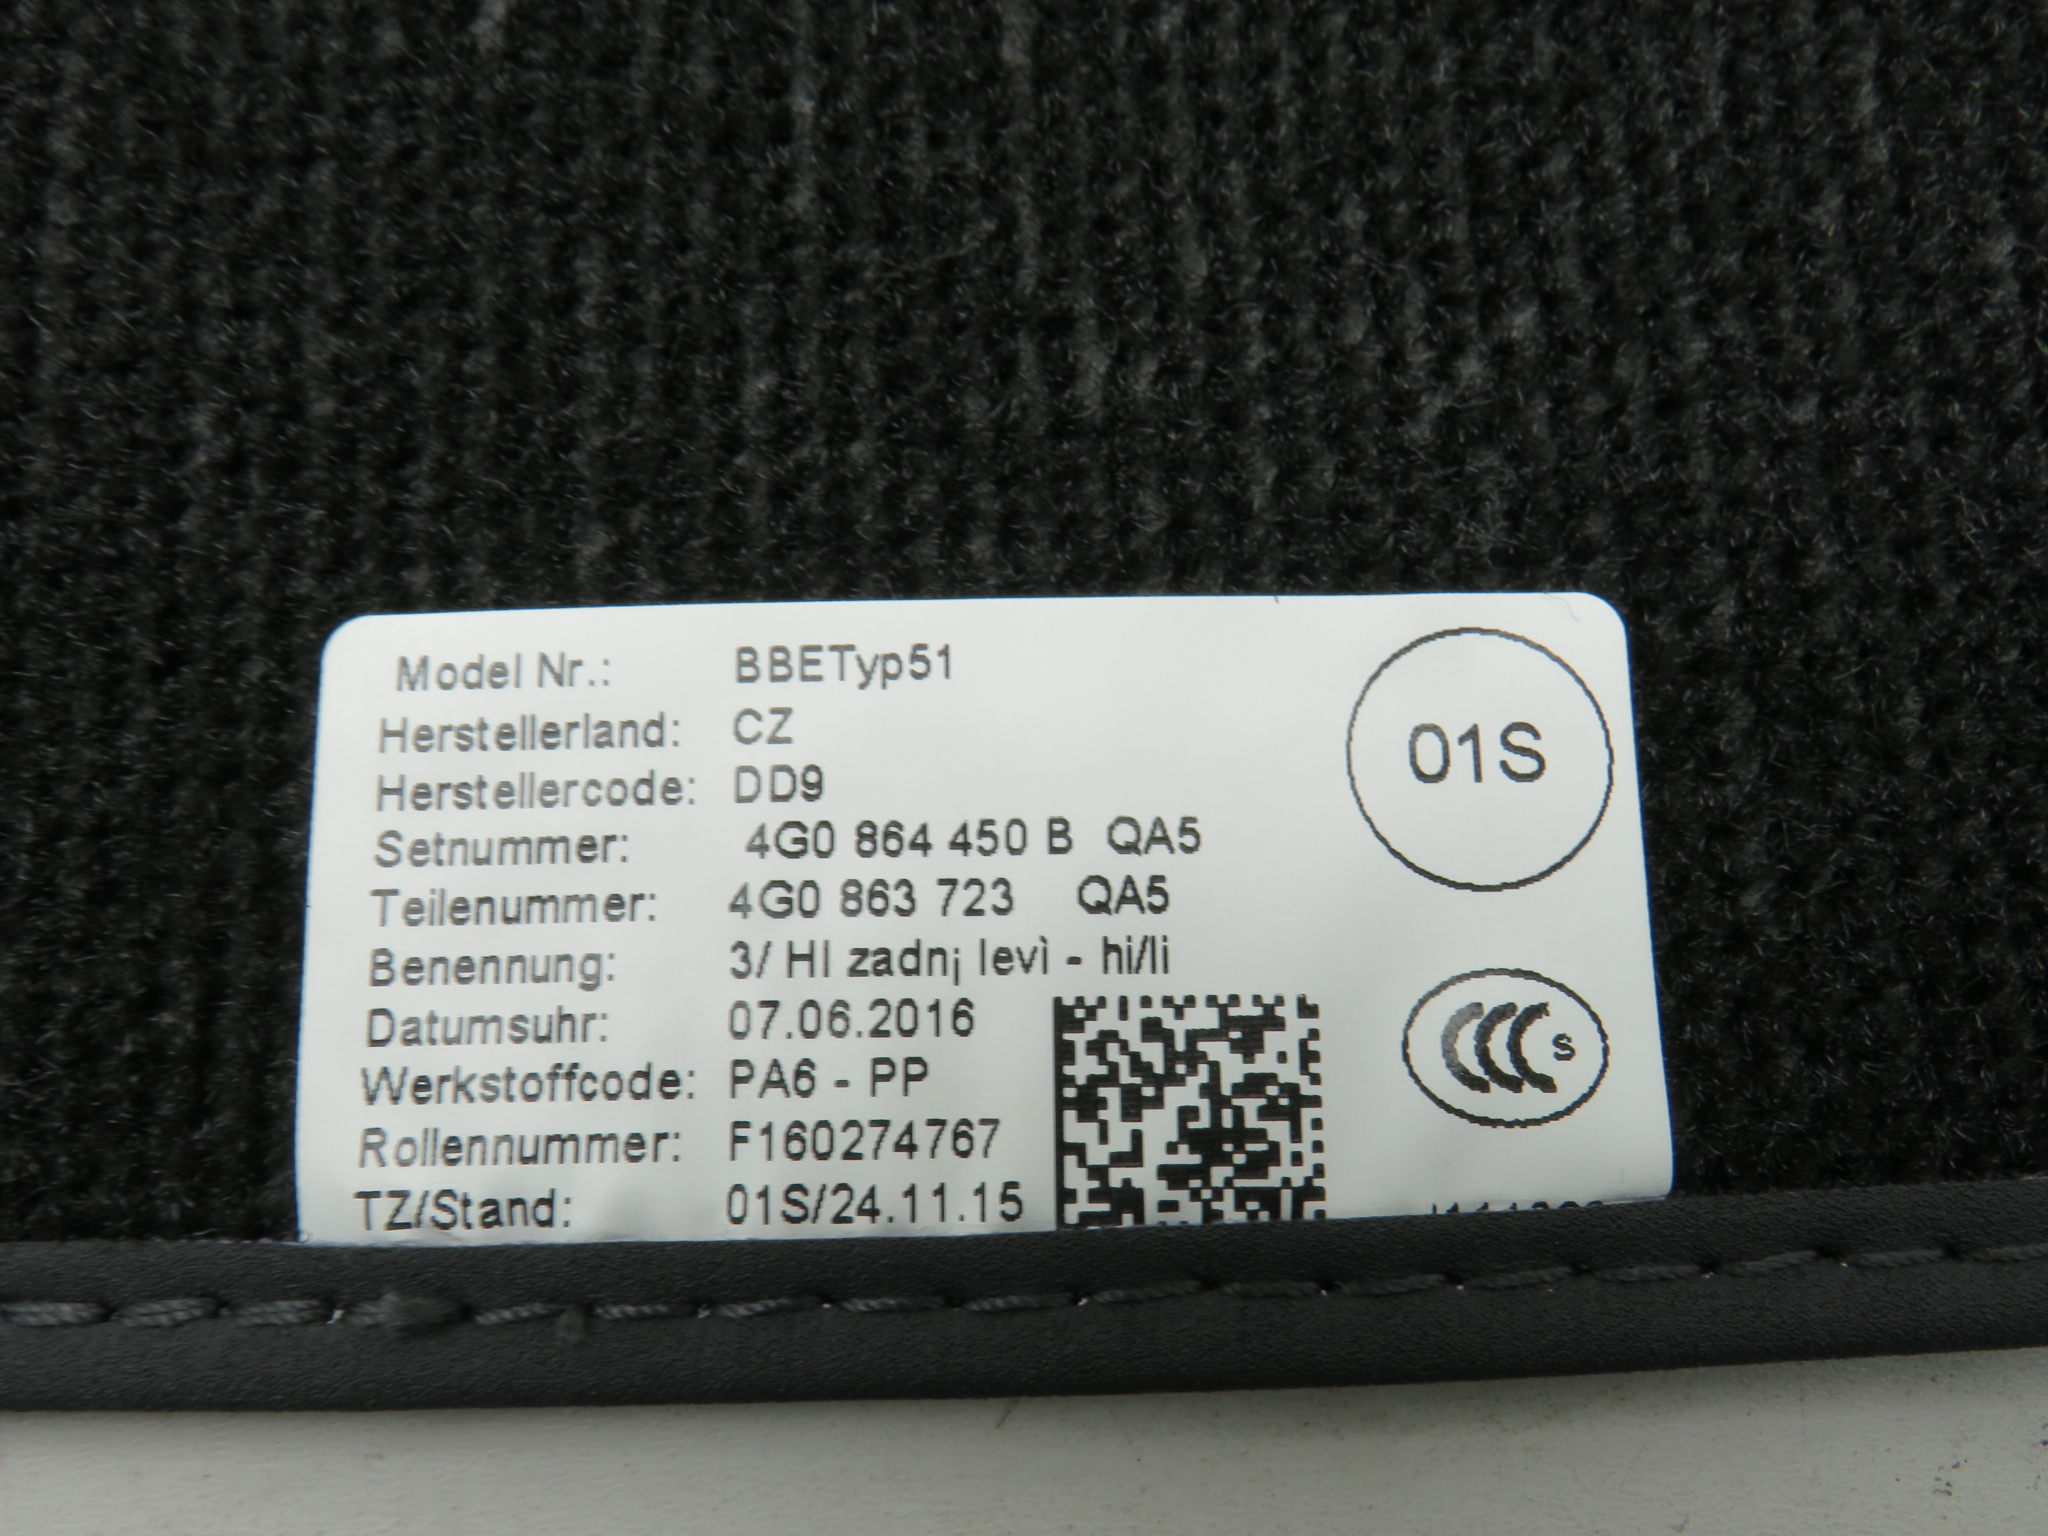 Model Nr.: BBETyp51
Herstellerland: CZ
Herstellercode: DD9
Setnummer: 4G0 864 450 B QA5
Teilenummer: 4G0 863 723 QA5
Benennung: 3/ HI zadn¡ levì - hi/li
Datumsuhr: 07.06.2016
Werkstoffcode: PA6 - PP
Rollennummer: F160274767
TZ/Stand: 01S/24.11.15
01S
CCC S